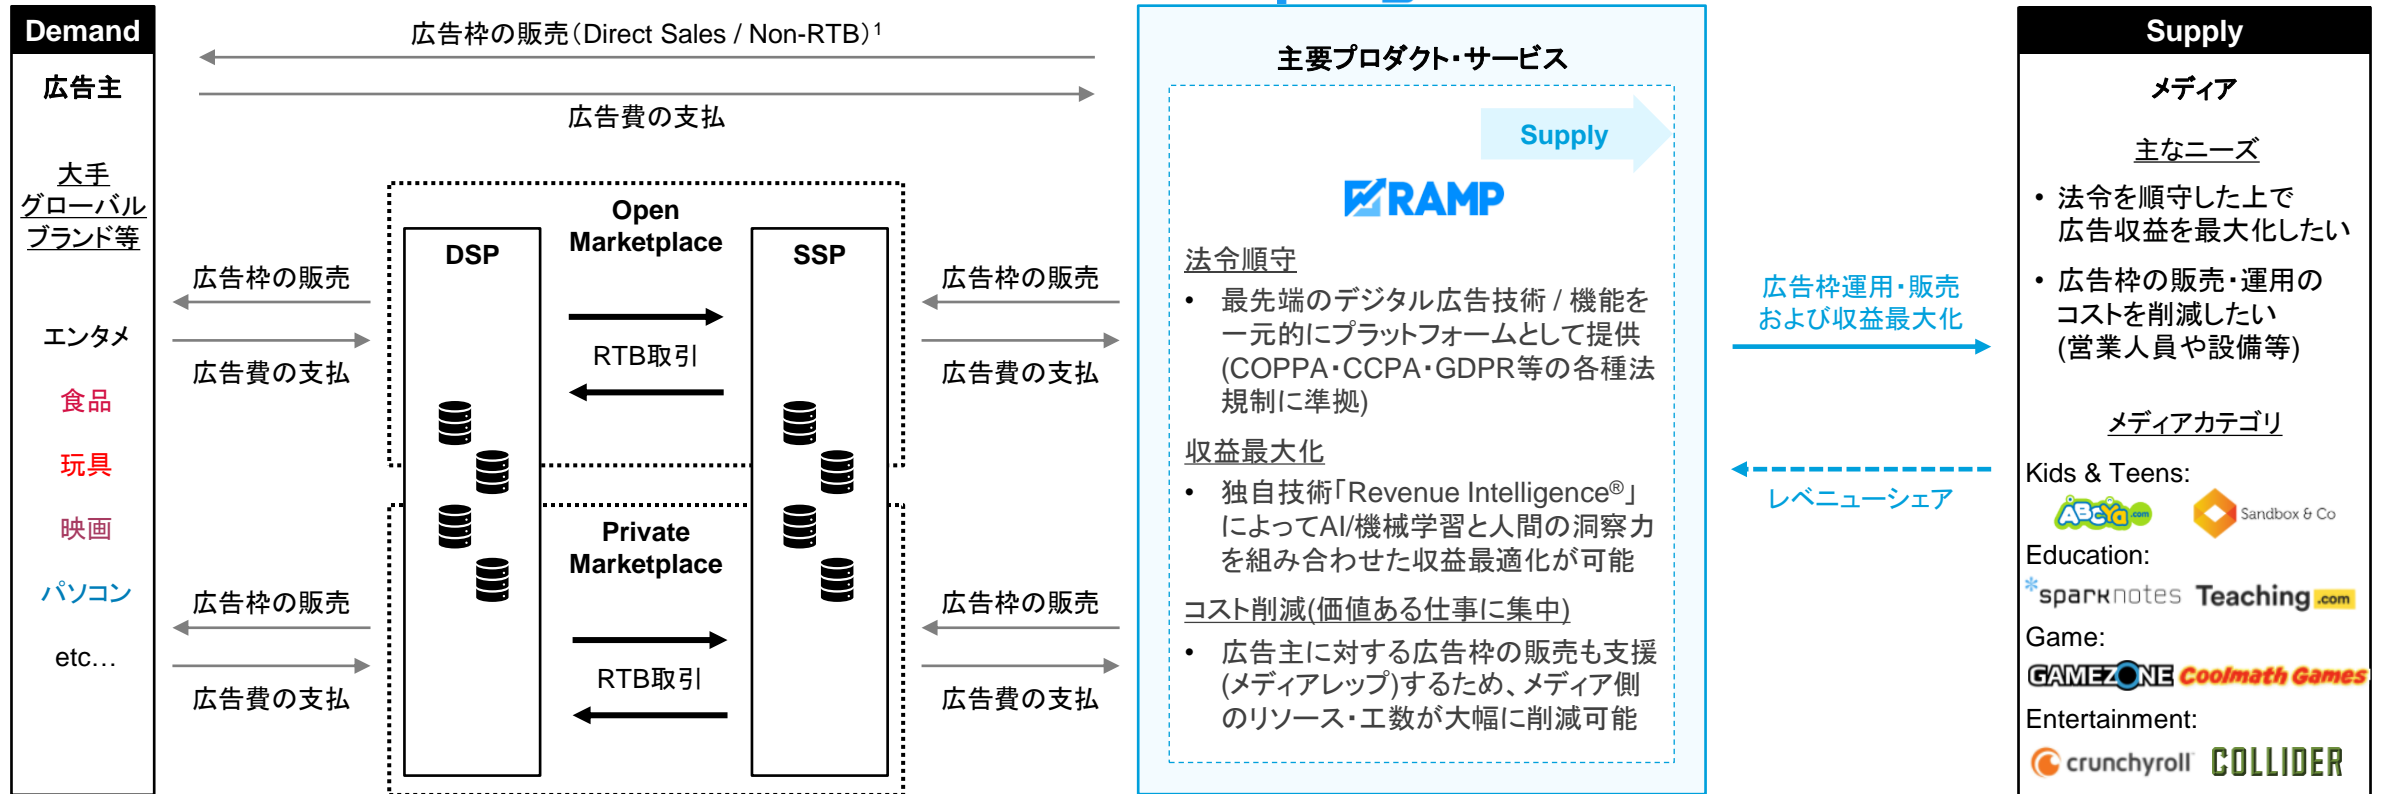 Demand
広告主
大手
グローバル
ブランド等
エンタメ
食品
玩具
映画
パソコン
etc…
広告枠の販売（Direct Sales / Non-RTB）1
広告費の支払
広告枠の販売
広告費の支払
広告枠の販売
広告費の支払
Open
Marketplace
DSP
SSP
RTB取引
Private
Marketplace
RTB取引
広告枠の販売
広告費の支払
広告枠の販売
広告費の支払
主要プロダクト・サービス
Supply
RAMP
法令順守
• 最先端のデジタル広告技術 / 機能を
一元的にプラットフォームとして提供
(COPPA・CCPA・GDPR等の各種法
規制に準拠)
収益最大化
• 独自技術「Revenue Intelligence®」
によってAI/機械学習と人間の洞察力
を組み合わせた収益最適化が可能
コスト削減(価値ある仕事に集中)
• 広告主に対する広告枠の販売も支援
(メディアレップ)するため、メディア側
のリソース・工数が大幅に削減可能
広告枠運用・販売
および収益最大化
レベニューシェア
Supply
メディア
主なニーズ
• 法令を順守した上で
広告収益を最大化したい
• 広告枠の販売・運用の
コストを削減したい
(営業人員や設備等)
メディアカテゴリ
Kids & Teens:
ABCya.com
Sandbox & Co
Education:
*sparknotes
Teaching.com
Game:
GAMEZONE
Coolmath Games
Entertainment:
crunchyroll
COLLIDER